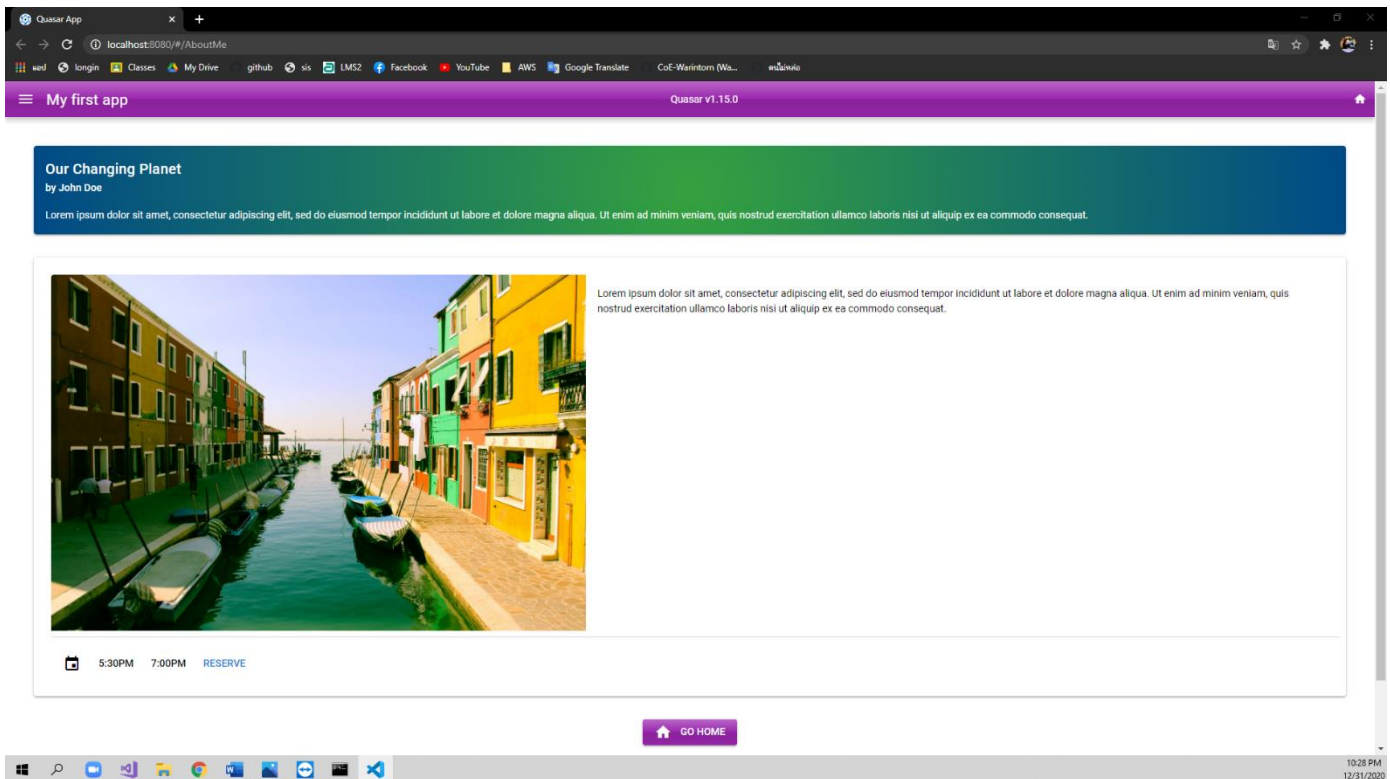 Quasar App
localhost:8080/#/AboutMe
แอป longin Classes My Drive github sis LMS2 Facebook YouTube AWS Google Translate CoE-Warintorn (Wa...
My first app Quasar v1.15.0
Our Changing Planet
by John Doe
Lorem ipsum dolor sit amet, consectetur adipiscing elit, sed do eiusmod tempor incididunt ut labore et dolore magna aliqua. Ut enim ad minim veniam, quis nostrud exercitation ullamco laboris nisi ut aliquip ex ea commodo consequat.
Lorem ipsum dolor sit amet, consectetur adipiscing elit, sed do eiusmod tempor incididunt ut labore et dolore magna aliqua. Ut enim ad minim veniam, quis
nostrud exercitation ullamco laboris nisi ut aliquip ex ea commodo consequat.
5:30PM 7:00PM RESERVE
GO HOME
10:28 PM
12/31/2020